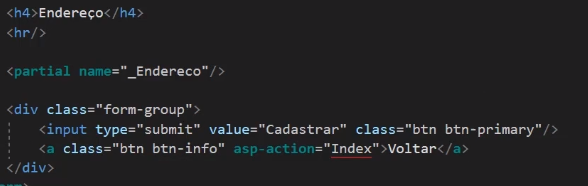 <h4>Endereço</h4>
<hr/>
<partial name="_Endereco"/>
<div class="form-group">
<input type="submit" value="Cadastrar" class="btn btn-primary"/>
<a class="btn btn-info" asp-action="Index">Voltar</a>
</div>